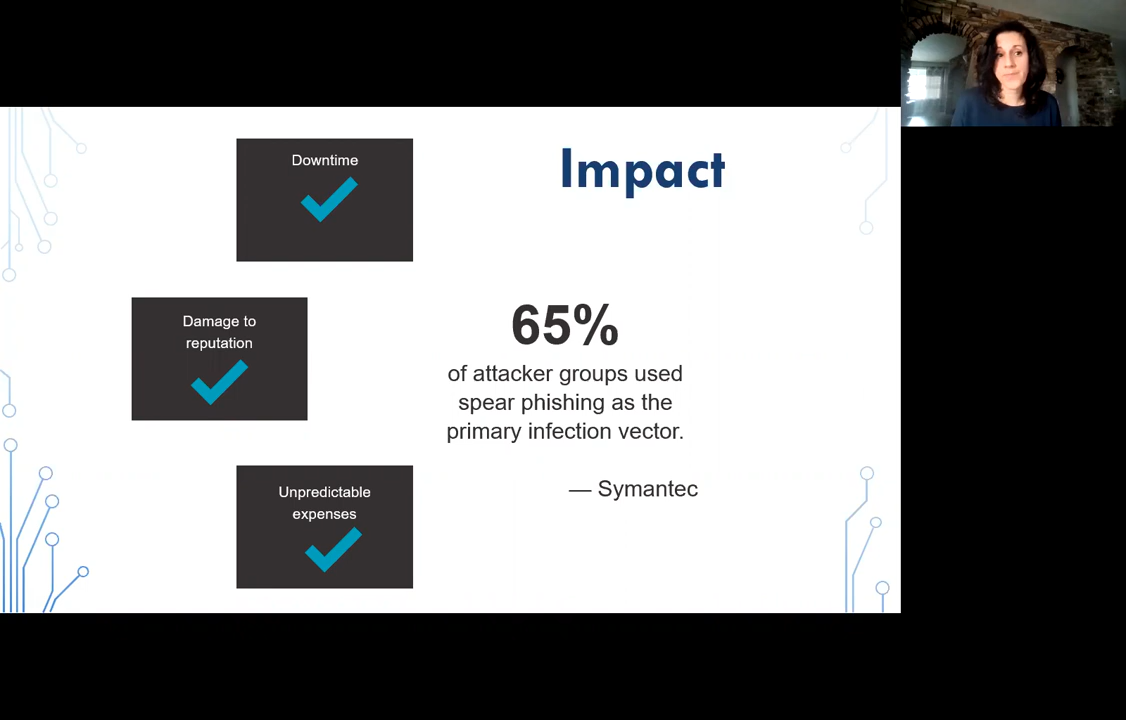 Impact
Downtime
Damage to
reputation
Unpredictable
expenses
65%
of attacker groups used
spear phishing as the
primary infection vector.
— Symantec